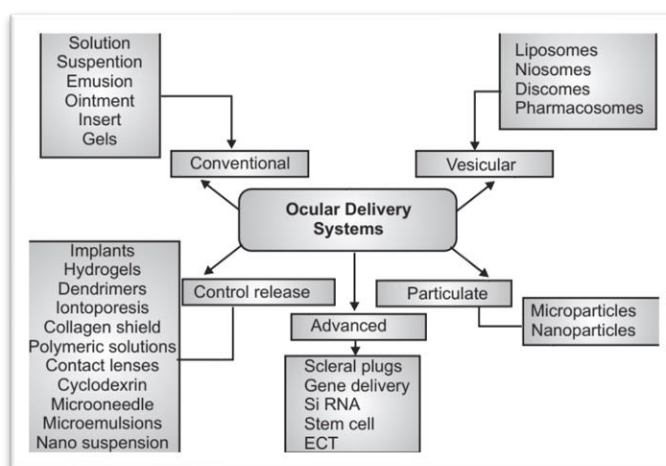 Solution
Suspention
Emusion
Ointment
Insert
Gels
Liposomes
Niosomes
Discomes
Pharmacosomes
Conventional
Vesicular
Ocular Delivery
Systems
Implants
Hydrogels
Dendrimers
Iontoporesis
Collagen shield
Polymeric solutions
Contact lenses
Cyclodexrin
Microoneedle
Microemulsions
Nano suspension
Control release
Particulate
Microparticles
Nanoparticles
Advanced
Scleral plugs
Gene delivery
Si RNA
Stem cell
ECT